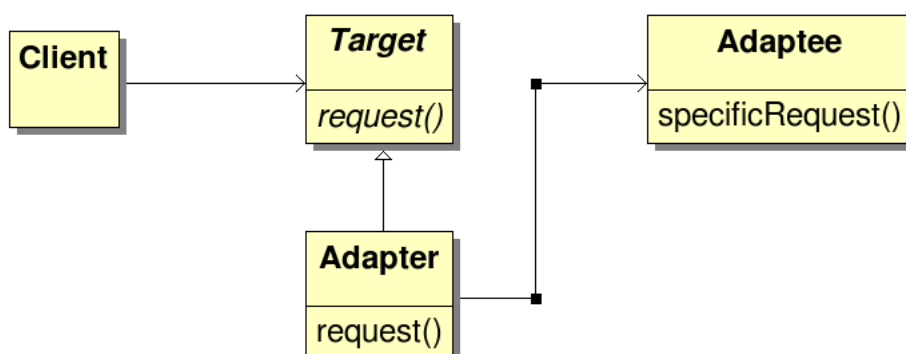 Client
Target
request()
Adaptee
specificRequest()
Adapter
request()